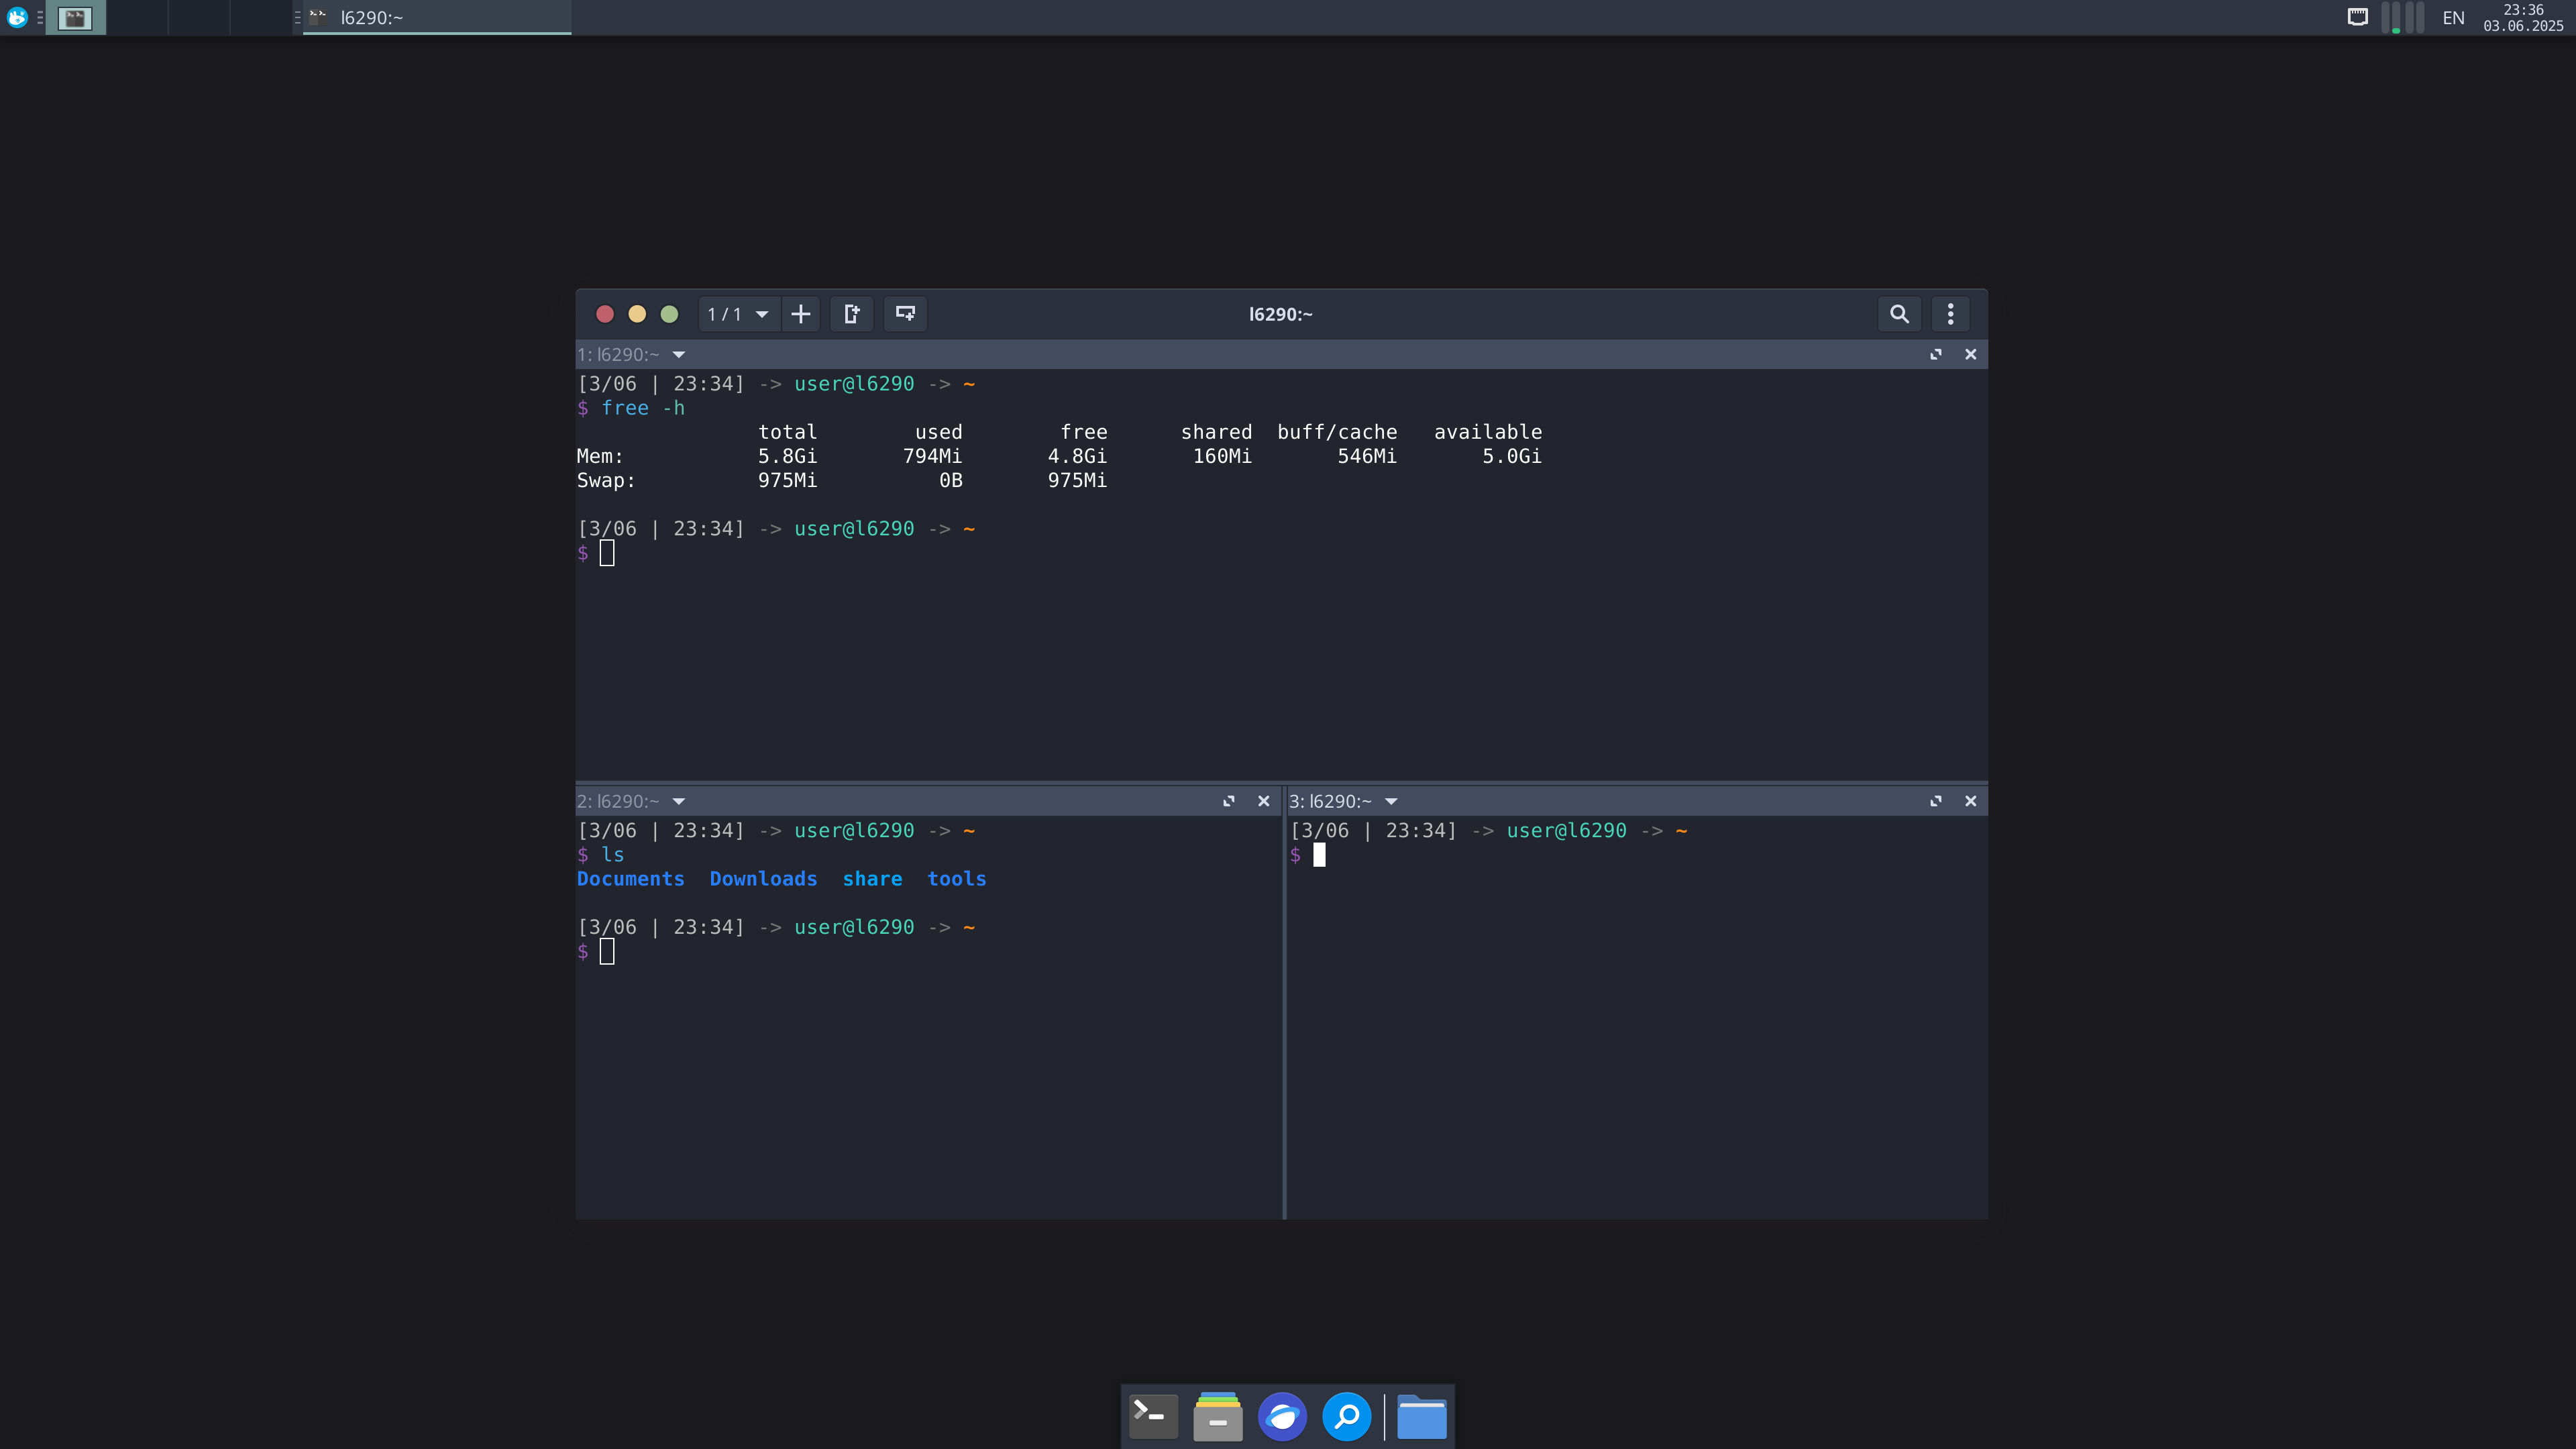 l6290:~
EN
23:36
03.06.2025
1 / 1
l6290:~
1: l6290:~
[3/06 | 23:34] -> user@l6290 -> ~
$ free -h
total used free shared buff/cache available
Mem: 5.8Gi 794Mi 4.8Gi 160Mi 546Mi 5.0Gi
Swap: 975Mi 0B 975Mi
[3/06 | 23:34] -> user@l6290 -> ~
$
2: l6290:~
[3/06 | 23:34] -> user@l6290 -> ~
$ ls
Documents Downloads share tools
[3/06 | 23:34] -> user@l6290 -> ~
$
3: l6290:~
[3/06 | 23:34] -> user@l6290 -> ~
$